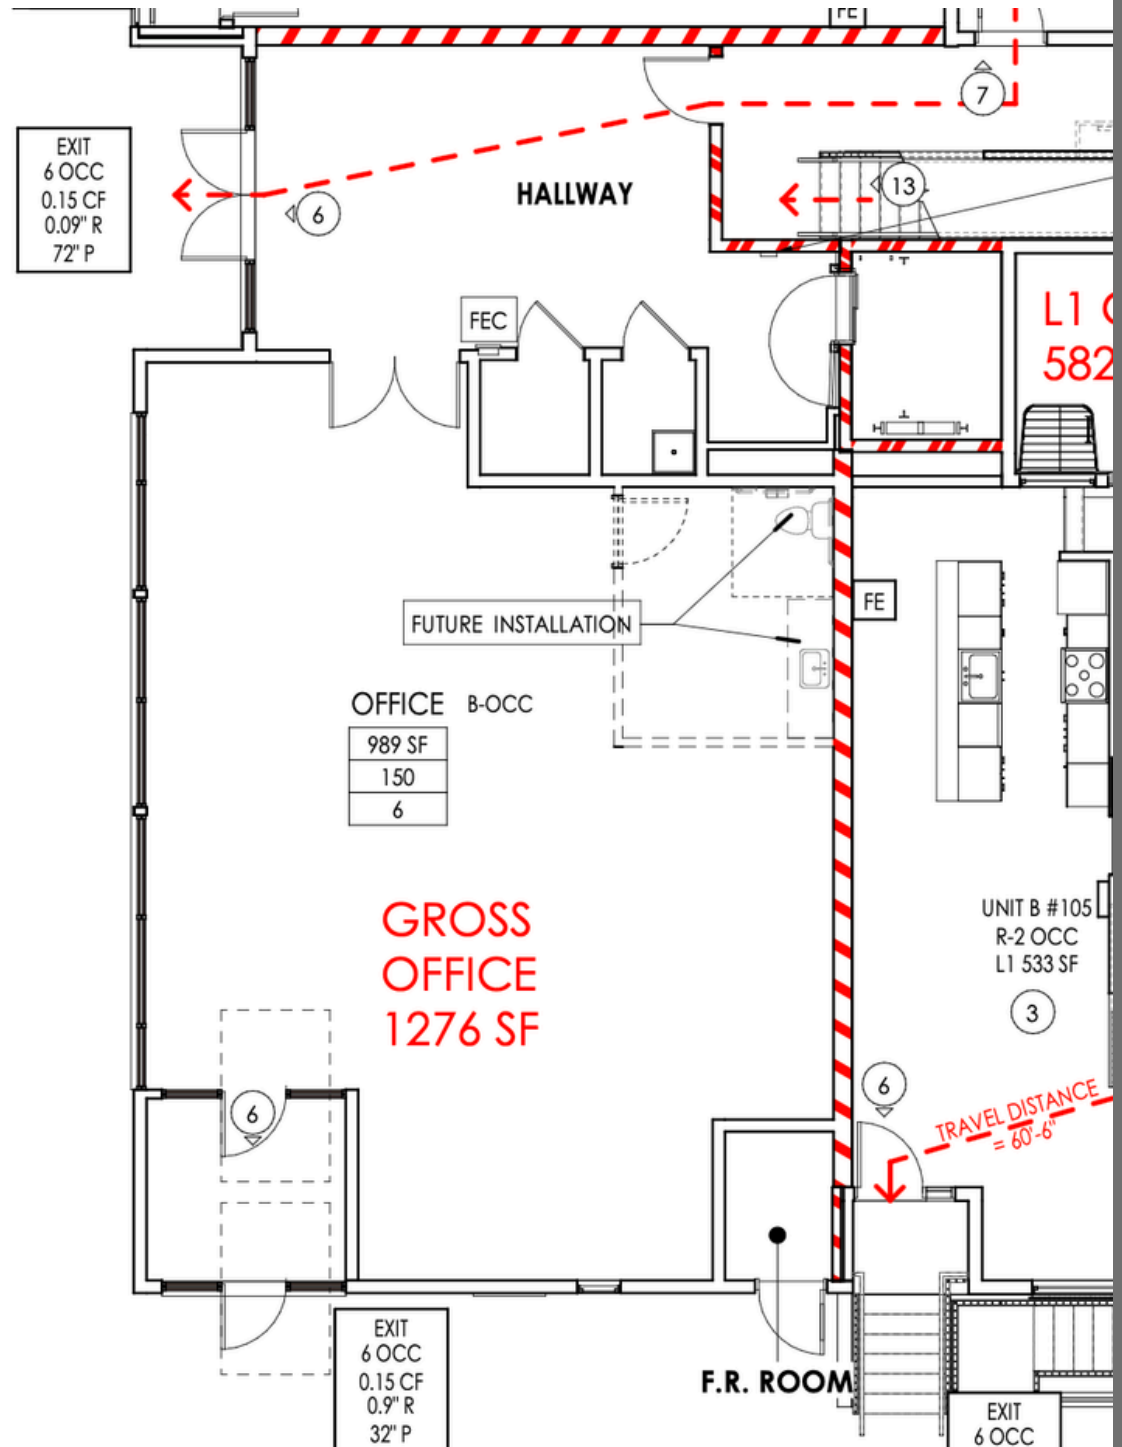 FE
7
EXIT
6 OCC
0.15 CF
0.09" R
72" P
HALLWAY
6
13
FEC
L1
582
FUTURE INSTALLATION
FE
OFFICE B-OCC
989 SF
150
6
GROSS
OFFICE
1276 SF
UNIT B #105
R-2 OCC
L1 533 SF
3
6
6
TRAVEL DISTANCE
= 60'-6"
EXIT
6 OCC
0.15 CF
0.9" R
32" P
F.R. ROOM
EXIT
6 OCC